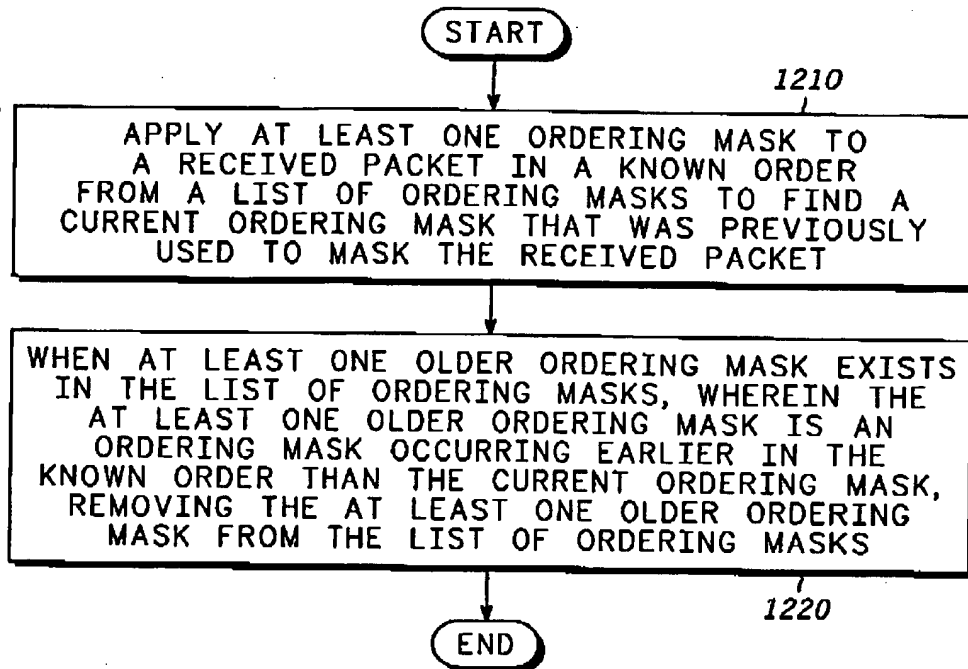 START
1210
APPLY AT LEAST ONE ORDERING MASK TO
A RECEIVED PACKET IN A KNOWN ORDER
FROM A LIST OF ORDERING MASKS TO FIND A
CURRENT ORDERING MASK THAT WAS PREVIOUSLY
USED TO MASK THE RECEIVED PACKET
WHEN AT LEAST ONE OLDER ORDERING MASK EXISTS
IN THE LIST OF ORDERING MASKS, WHEREIN THE
AT LEAST ONE OLDER ORDERING MASK IS AN
ORDERING MASK OCCURRING EARLIER IN THE
KNOWN ORDER THAN THE CURRENT ORDERING MASK,
REMOVING THE AT LEAST ONE OLDER ORDERING
MASK FROM THE LIST OF ORDERING MASKS
1220
END